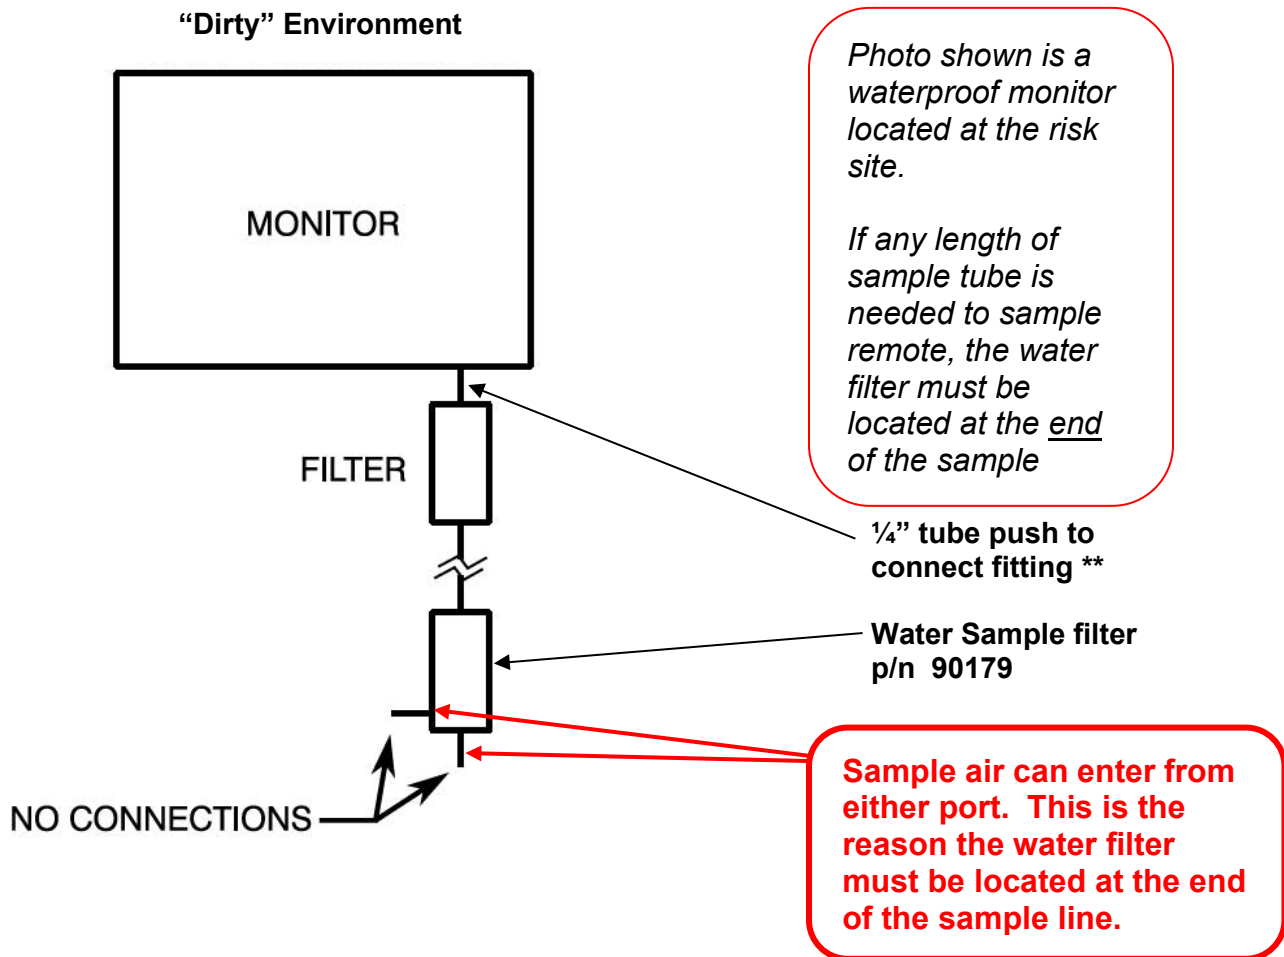 “Dirty” Environment
Photo shown is a
waterproof monitor
located at the risk
site.
If any length of
sample tube is
needed to sample
remote, the water
filter must be
located at the end
of the sample
MONITOR
FILTER
¼” tube push to
connect fitting **
Water Sample filter
p/n 90179
NO CONNECTIONS
Sample air can enter from
either port. This is the
reason the water filter
must be located at the end
of the sample line.